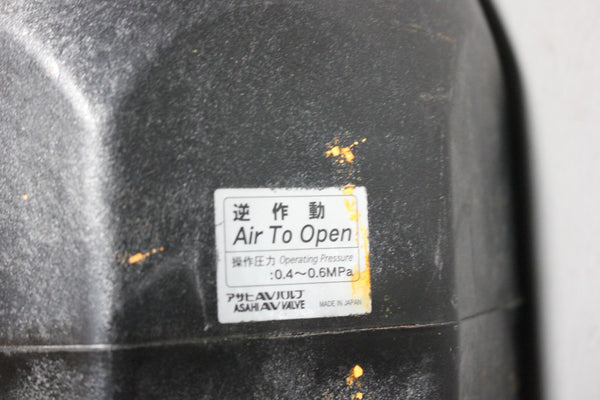 逆作動
Air To Open
操作圧力 Operating Pressure
:0.4～0.6MPa
アサヒAVバルブ
ASAHI AV VALVE MADE IN JAPAN